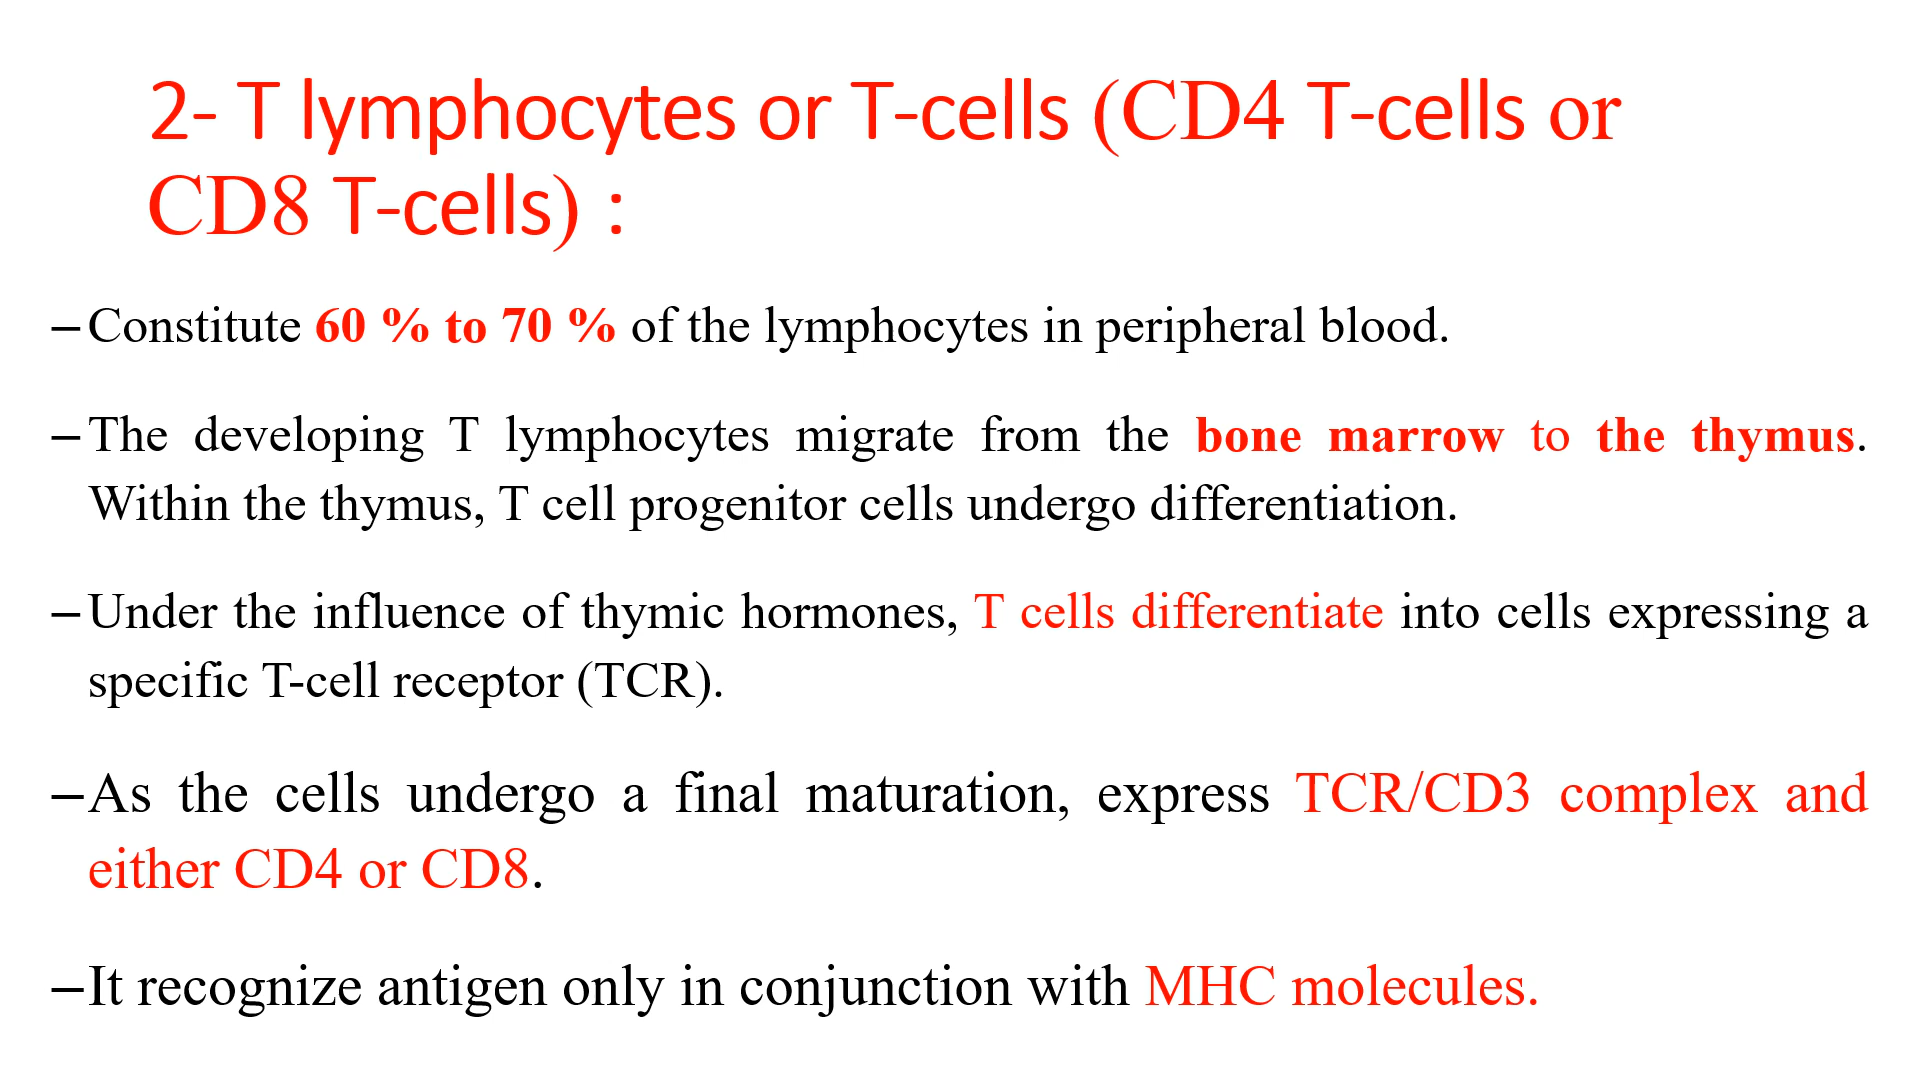 2- T lymphocytes or T-cells (CD4 T-cells or
CD8 T-cells) :
–Constitute 60 % to 70 % of the lymphocytes in peripheral blood.
–The developing T lymphocytes migrate from the bone marrow to the thymus.
Within the thymus, T cell progenitor cells undergo differentiation.
–Under the influence of thymic hormones, T cells differentiate into cells expressing a
specific T-cell receptor (TCR).
–As the cells undergo a final maturation, express TCR/CD3 complex and
either CD4 or CD8.
–It recognize antigen only in conjunction with MHC molecules.